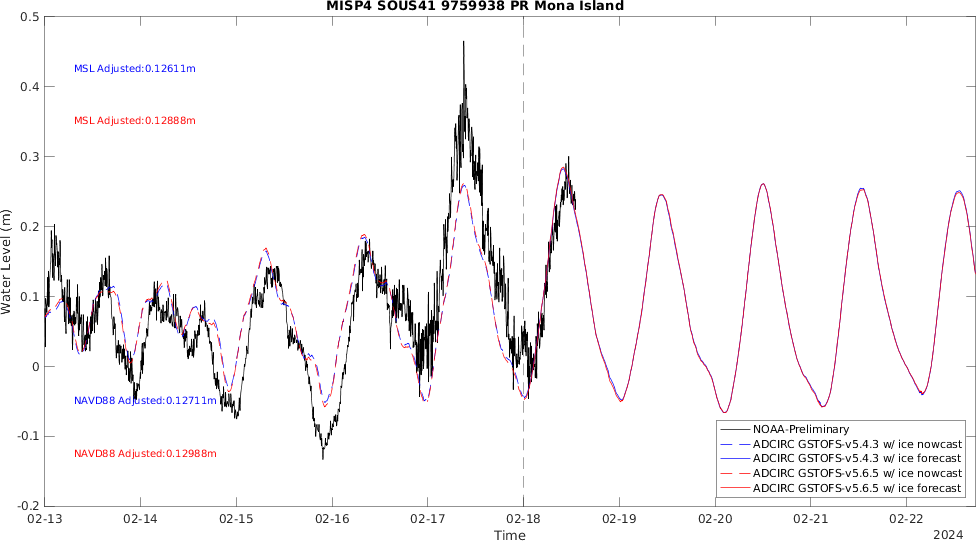 MISP4 SOUS41 9759938 PR Mona Island
0.5
0.4
0.3
0.2
0.1
0
-0.1
-0.2
Water Level (m)
MSL Adjusted:0.12611m
MSL Adjusted:0.12888m
NAVD88 Adjusted:0.12711m
NAVD88 Adjusted:0.12988m
NOAA-Preliminary
ADCIRC GSTOFS-v5.4.3 w/ ice nowcast
ADCIRC GSTOFS-v5.4.3 w/ ice forecast
ADCIRC GSTOFS-v5.6.5 w/ ice nowcast
ADCIRC GSTOFS-v5.6.5 w/ ice forecast
02-13 02-14 02-15 02-16 02-17 02-18 02-19 02-20 02-21 02-22
Time
2024